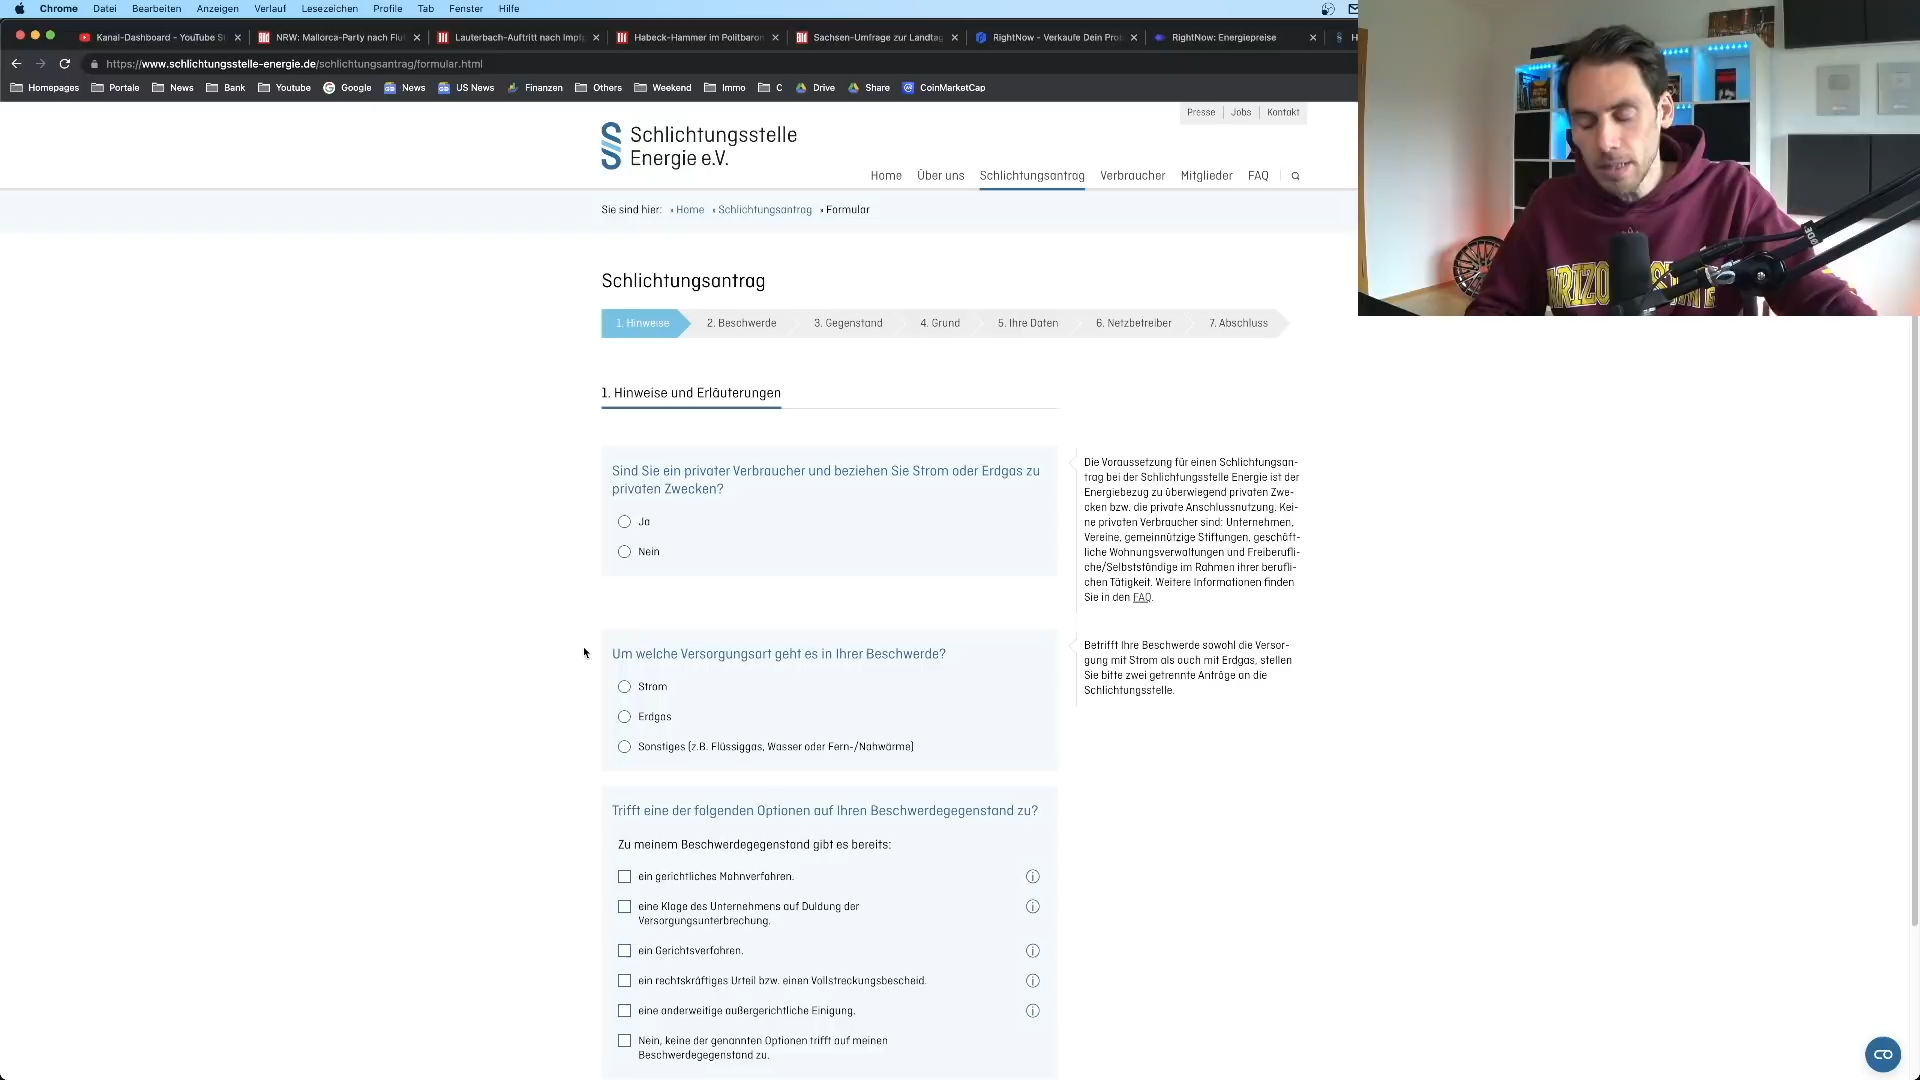 Chrome Datei Bearbeiten Anzeigen Verlauf Lesezeichen Profile Tab Fenster Hilfe
Kanal-Dashboard - YouTube St NRW: Mallorca-Party nach Flu Lauterbach-Auftritt nach Impf Habeck-Hammer im Politbaron Sachsen-Umfrage zur Landtag RightNow - Verkaufe Dein Pro RightNow: Energiepreise H
https://www.schlichtungsstelle-energie.de/schlichtungsantrag/formular.html
Homepages Portale News Bank Youtube Google News US News Finanzen Others Weekend Immo C Drive Share CoinMarketCap
Presse Jobs Kontakt
Schlichtungsstelle
Energie e.V.
Home Über uns Schlichtungsantrag Verbraucher Mitglieder FAQ
Sie sind hier: Home Schlichtungsantrag Formular
Schlichtungsantrag
1. Hinweise 2. Beschwerde 3. Gegenstand 4. Grund 5. Ihre Daten 6. Netzbetreiber 7. Abschluss
1. Hinweise und Erläuterungen
Sind Sie ein privater Verbraucher und beziehen Sie Strom oder Erdgas zu
privaten Zwecken?
Ja
Nein
Die Voraussetzung für einen Schlichtungsan-
trag bei der Schlichtungsstelle Energie ist der
Energiebezug zu überwiegend privaten Zwe-
cken bzw. die private Anschlussnutzung. Kei-
ne privaten Verbraucher sind: Unternehmen,
Vereine, gemeinnützige Stiftungen, geschäft-
liche Wohnungsverwaltungen und Freiberufli-
che/Selbstständige im Rahmen ihrer berufli-
chen Tätigkeit. Weitere Informationen finden
Sie in den FAQ.
Um welche Versorgungsart geht es in Ihrer Beschwerde?
Strom
Erdgas
Sonstiges (z.B. Flüssiggas, Wasser oder Fern-/Nahwärme)
Betrifft Ihre Beschwerde sowohl die Versor-
gung mit Strom als auch mit Erdgas, stellen
Sie bitte zwei getrennte Anträge an die
Schlichtungsstelle.
Trifft eine der folgenden Optionen auf Ihren Beschwerdegegenstand zu?
Zu meinem Beschwerdegegenstand gibt es bereits:
ein gerichtliches Mahnverfahren.
eine Klage des Unternehmens auf Duldung der
Versorgungsunterbrechung.
ein Gerichtsverfahren.
ein rechtskräftiges Urteil bzw. einen Vollstreckungsbescheid.
eine anderweitige außergerichtliche Einigung.
Nein, keine der genannten Optionen trifft auf meinen
Beschwerdegegenstand zu.